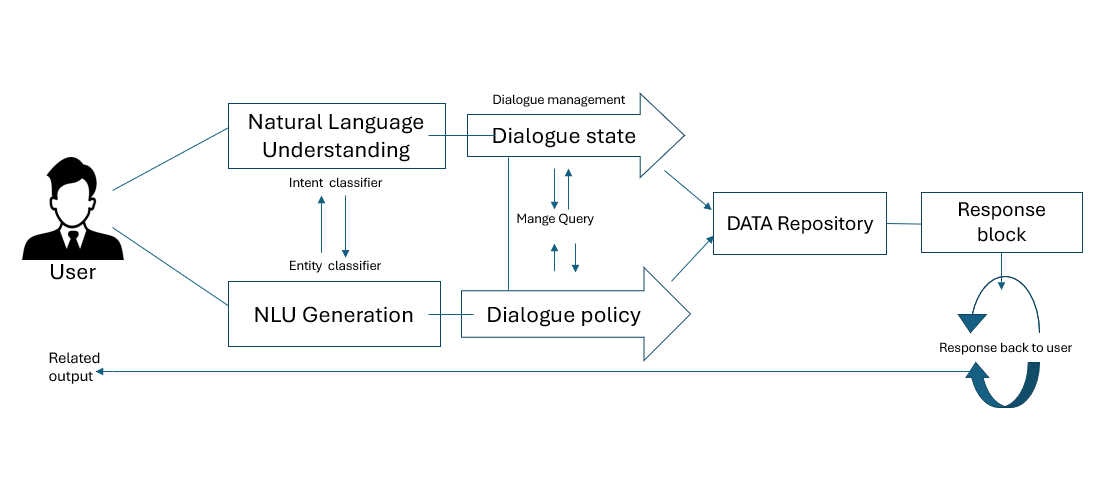 Dialogue management
Natural Language
Understanding
Dialogue state
Intent classifier
Mange Query
DATA Repository
Response
block
Entity classifier
User
NLU Generation
Dialogue policy
Response back to user
Related
output